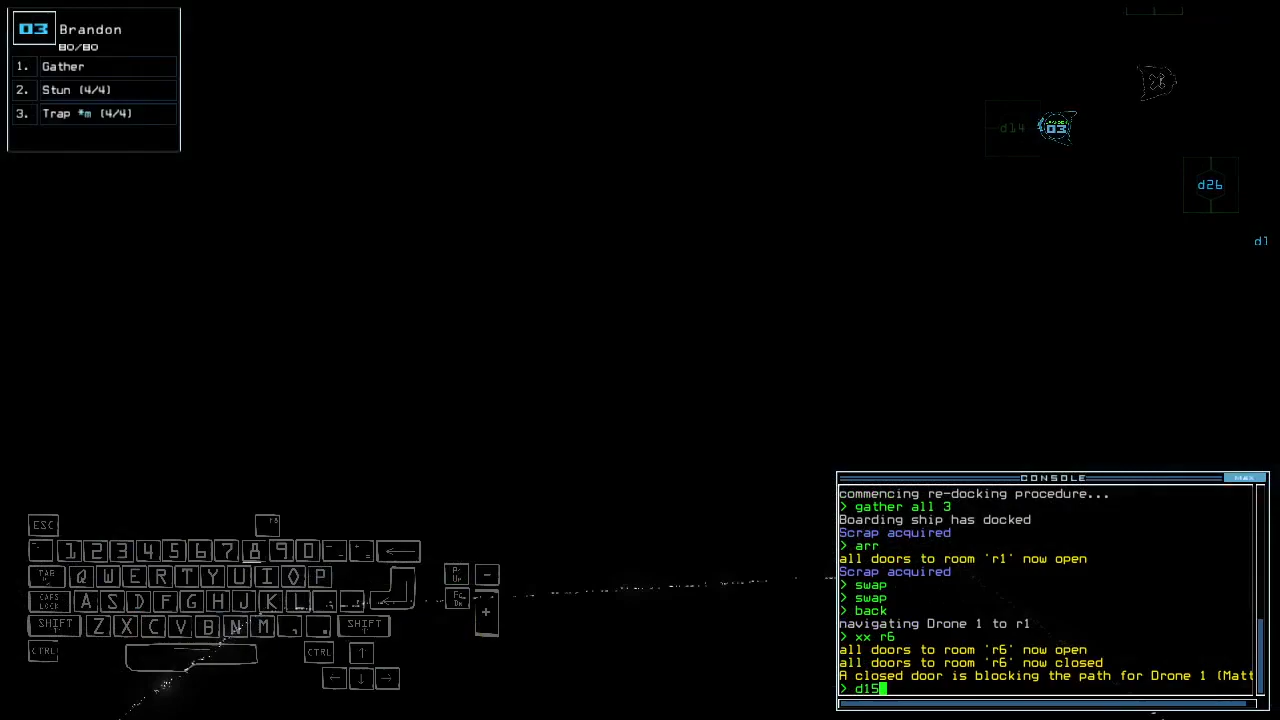 03 Brandon
80/80
1. Gather
2. Stun (4/4)
3. Trap *m (4/4)
d14
03
d26
d1
CONSOLE
MAX
commencing re-docking procedure...
> gather all 3
Boarding ship has docked
Scrap acquired
> arr
all doors to room 'r1' now open
Scrap acquired
> swap
> swap
> back
navigating Drone 1 to r1
> xx r6
all doors to room 'r6' now open
all doors to room 'r6' now closed
A closed door is blocking the path for Drone 1 (Matt
> d15
ESC
1 2 3 4 5 6 7 8 9 0
Q W E R T Y U I O P
CAPS LOCK A S D F G H J K L
SHIFT Z X C V B N M , . SHIFT
CTRL CTRL